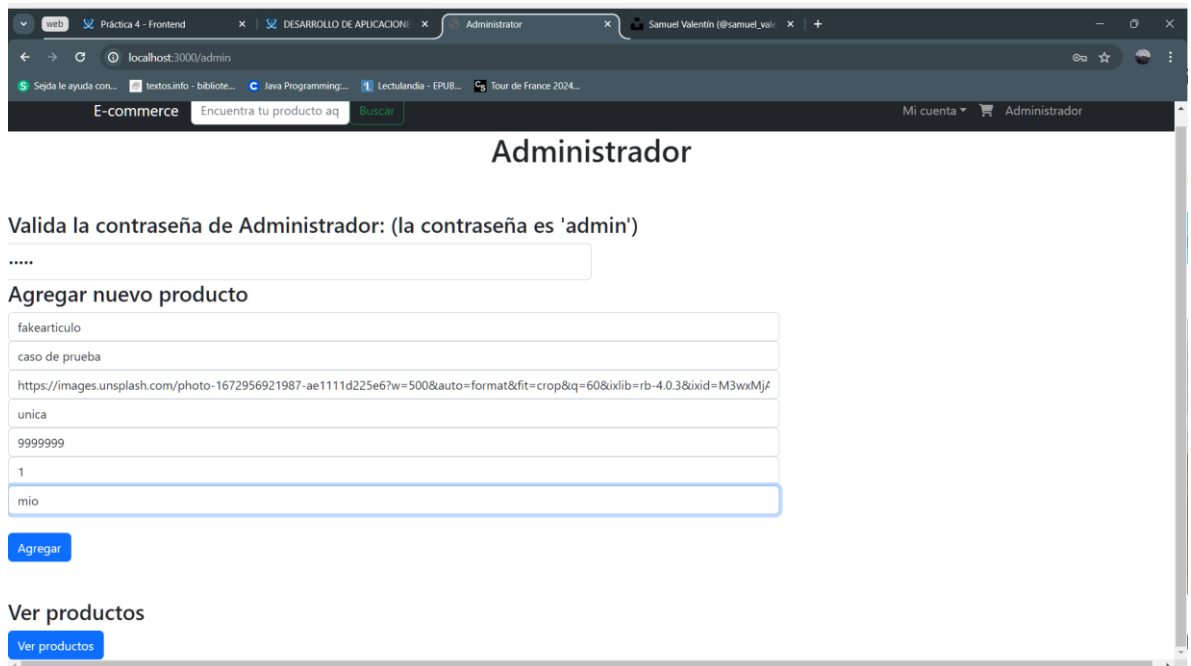 web Práctica 4 - Frontend DESARROLLO DE APLICACIONE Administrator Samuel Valentín (@samuel_vale
localhost:3000/admin
Sejda le ayuda con... textos.info - bibliote... Java Programming:... Lectulandia - EPUB... Tour de France 2024...
E-commerce Encuentra tu producto aq Buscar Mi cuenta Administrador
Administrador
Valida la contraseña de Administrador: (la contraseña es 'admin')
•••••
Agregar nuevo producto
fakearticulo
caso de prueba
https://images.unsplash.com/photo-1672956921987-ae1111d225e6?w=500&auto=format&fit=crop&q=60&ixlib=rb-4.0.3&ixid=M3wxMjA
unica
9999999
1
mio
Agregar
Ver productos
Ver productos